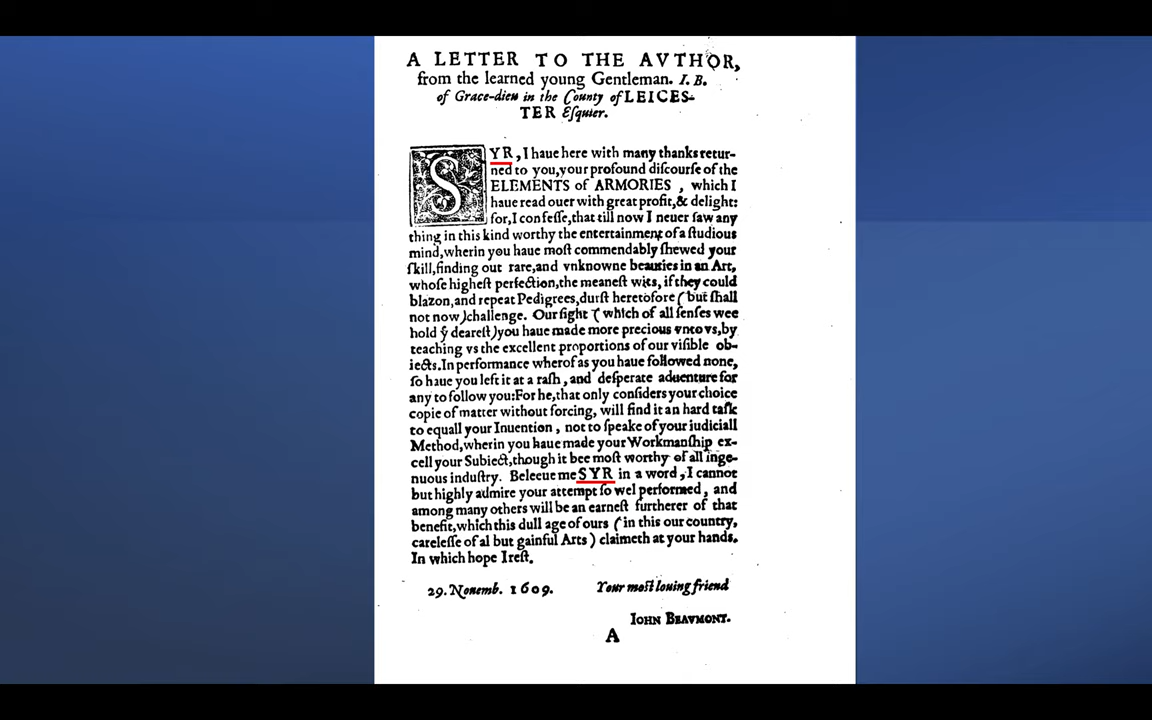 A LETTER TO THE AVTHOR,
from the learned young Gentleman. I. B.
of Grace-dieu in the County of LEICES-
TER Eſquier.
SYR, I haue here with many thanks retur-
ned to you,your profound diſcourſe of the
ELEMENTS of ARMORIES , which I
haue read ouer with great profit,& delight:
for,I confeſſe,that till now I neuer ſaw any
thing in this kind worthy the entertainment of a ſtudious
mind,wherin you haue moſt commendably ſhewed your
ſkill,finding out rare,and vnknowne beauties in an Art,
whoſe higheſt perfection,the meaneſt wits, if they could
blazon,and repeat Pedigrees,durſt heretofore (but ſhall
not now)challenge. Our ſight ( which of all ſenſes wee
hold yͤ deareſt)you haue made more precious vnto vs,by
teaching vs the excellent proportions of our viſible ob-
iects.In performance wherof as you haue followed none,
ſo haue you left it at a raſh , and deſperate aduenture for
any to follow you:For he,that only conſiders your choice
copie of matter without forcing, will find it an hard taſk
to equall your Inuention , not to ſpeake of your iudiciall
Method,wherin you haue made your Workmanſhip ex-
cell your Subiect,though it bee moſt worthy of all inge-
nuous induſtry. Beleeue me SYR in a word , I cannot
but highly admire your attempt ſo wel performed , and
among many others will be an earneſt furtherer of that
benefit,which this dull age of ours ( in this our country,
careleſſe of al but gainful Arts ) claimeth at your hands.
In which hope I reſt.
29. Nouemb. 1609. Your moſt louing friend
IOHN BEAVMONT.
A